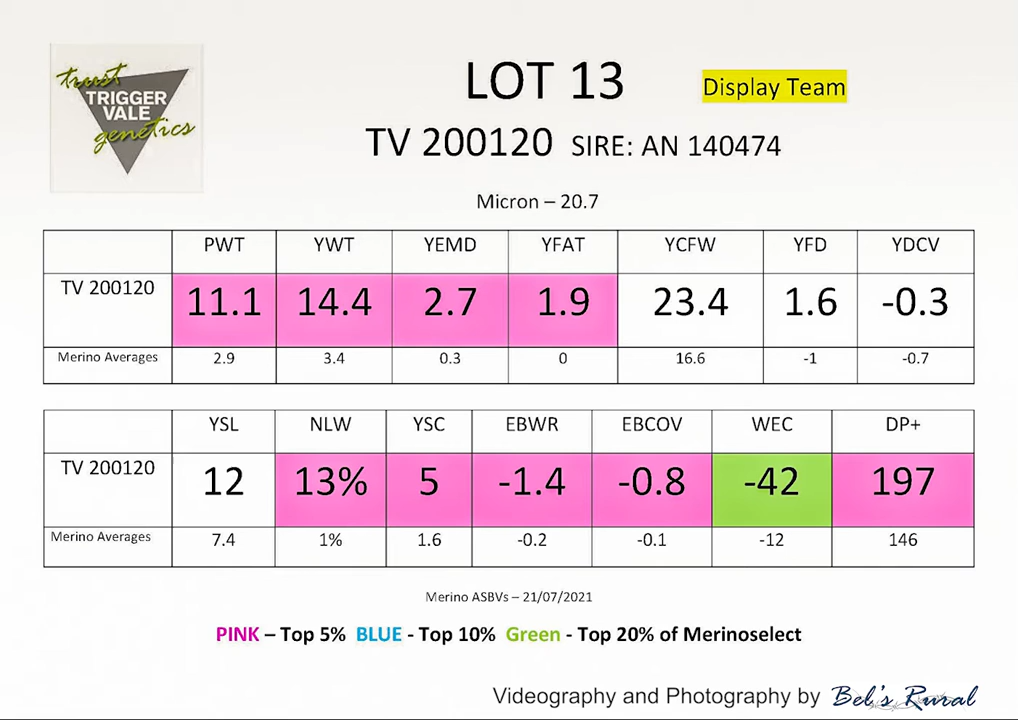 trust
TRIGGER
VALE
genetics
LOT 13
Display Team
TV 200120 SIRE: AN 140474
Micron – 20.7
PWT YWT YEMD YFAT YCFW YFD YDCV
TV 200120 11.1 14.4 2.7 1.9 23.4 1.6 -0.3
Merino Averages 2.9 3.4 0.3 0 16.6 -1 -0.7
YSL NLW YSC EBWR EBCOV WEC DP+
TV 200120 12 13% 5 -1.4 -0.8 -42 197
Merino Averages 7.4 1% 1.6 -0.2 -0.1 -12 146
Merino ASBVs – 21/07/2021
PINK – Top 5% BLUE - Top 10% Green - Top 20% of Merinoselect
Videography and Photography by Bel's Rural